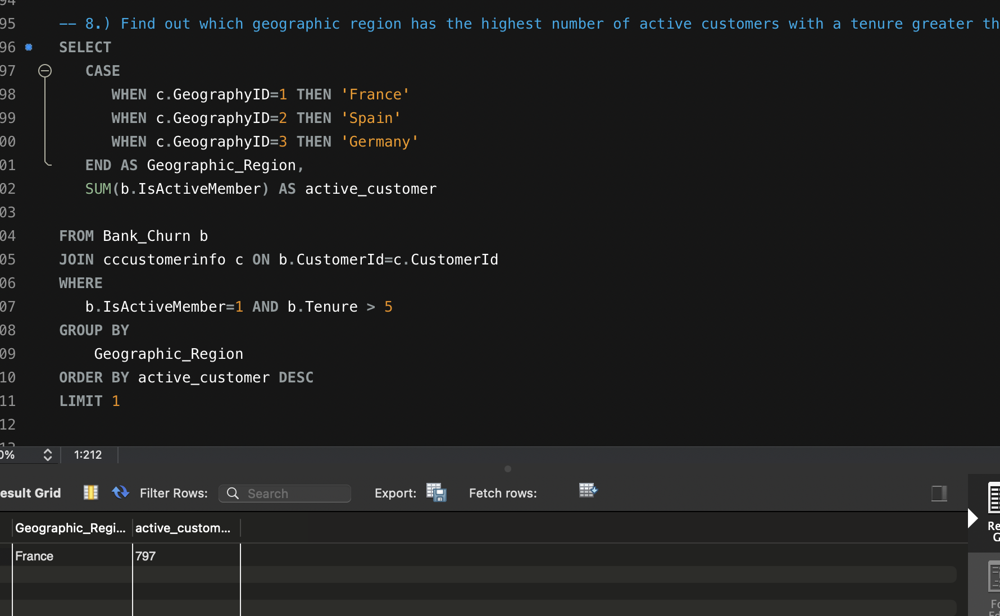 94
95 -- 8.) Find out which geographic region has the highest number of active customers with a tenure greater th
96 SELECT
97 CASE
98 WHEN c.GeographyID=1 THEN 'France'
99 WHEN c.GeographyID=2 THEN 'Spain'
00 WHEN c.GeographyID=3 THEN 'Germany'
01 END AS Geographic_Region,
02 SUM(b.IsActiveMember) AS active_customer
03
04 FROM Bank_Churn b
05 JOIN cccustomerinfo c ON b.CustomerId=c.CustomerId
06 WHERE
07 b.IsActiveMember=1 AND b.Tenure > 5
08 GROUP BY
09 Geographic_Region
10 ORDER BY active_customer DESC
11 LIMIT 1
12
13
0% 1:212
esult Grid Filter Rows: Search Export: Fetch rows:
Geographic_Regi... active_custom...
France 797
Re
G
Fo
Ed